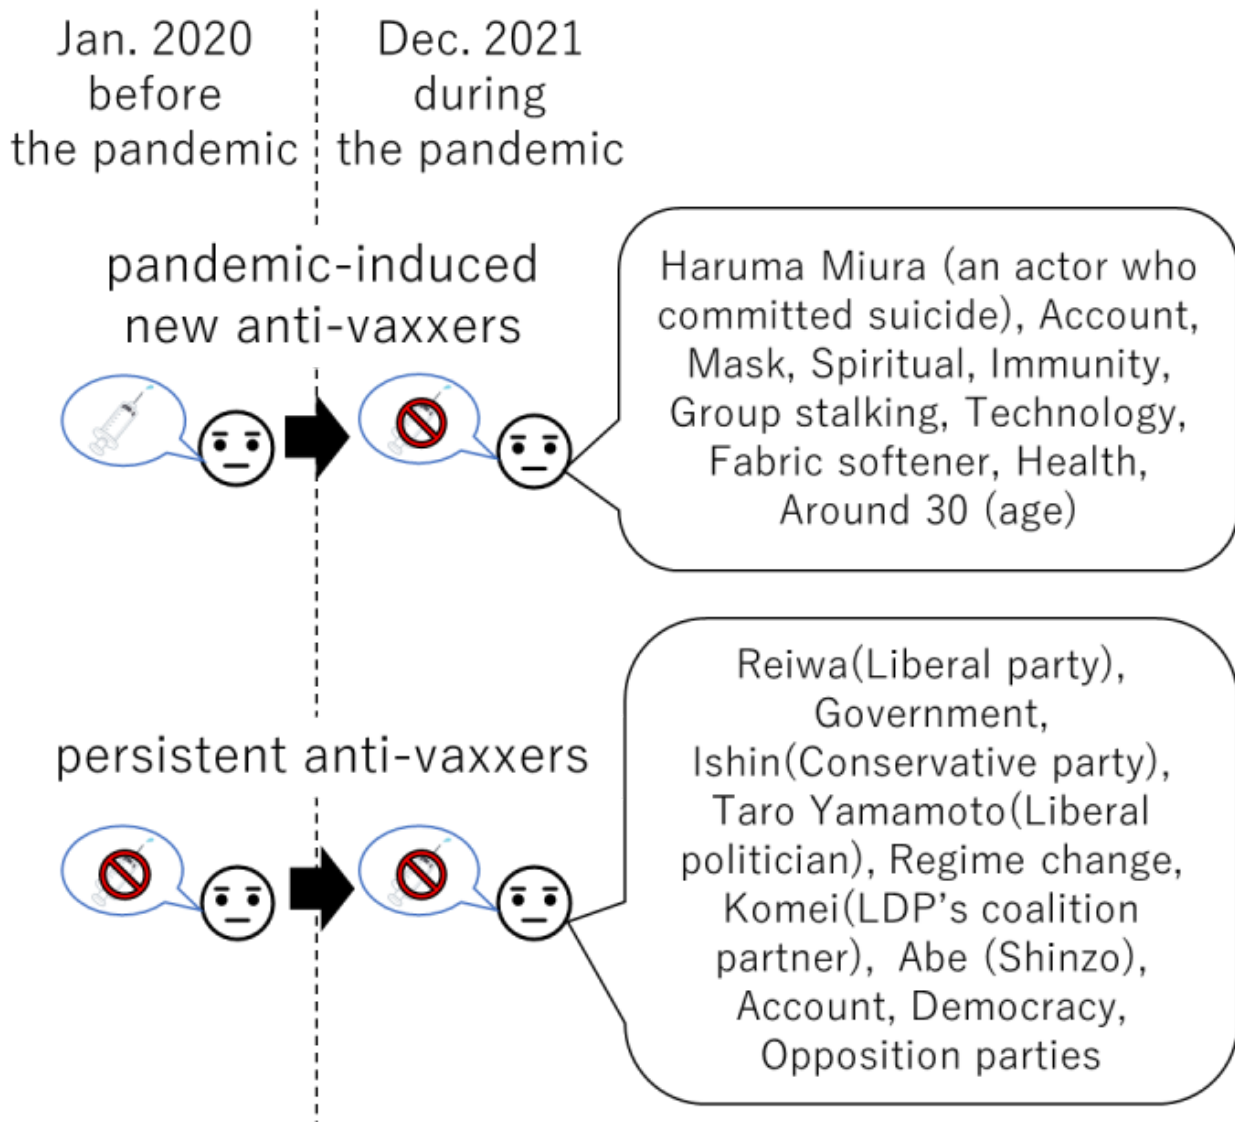 Jan. 2020
before
the pandemic
Dec. 2021
during
the pandemic
pandemic-induced
new anti-vaxxers
Haruma Miura (an actor who
committed suicide), Account,
Mask, Spiritual, Immunity,
Group stalking, Technology,
Fabric softener, Health,
Around 30 (age)
persistent anti-vaxxers
Reiwa(Liberal party),
Government,
Ishin(Conservative party),
Taro Yamamoto(Liberal
politician), Regime change,
Komei(LDP's coalition
partner), Abe (Shinzo),
Account, Democracy,
Opposition parties